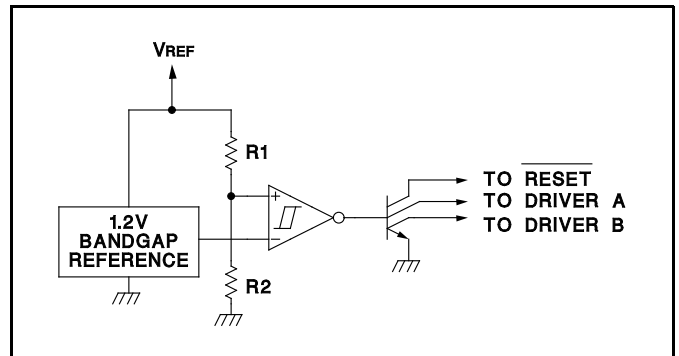 VREF
R1
+
TO RESET
TO DRIVER A
TO DRIVER B
1.2V
BANDGAP
REFERENCE
−
R2